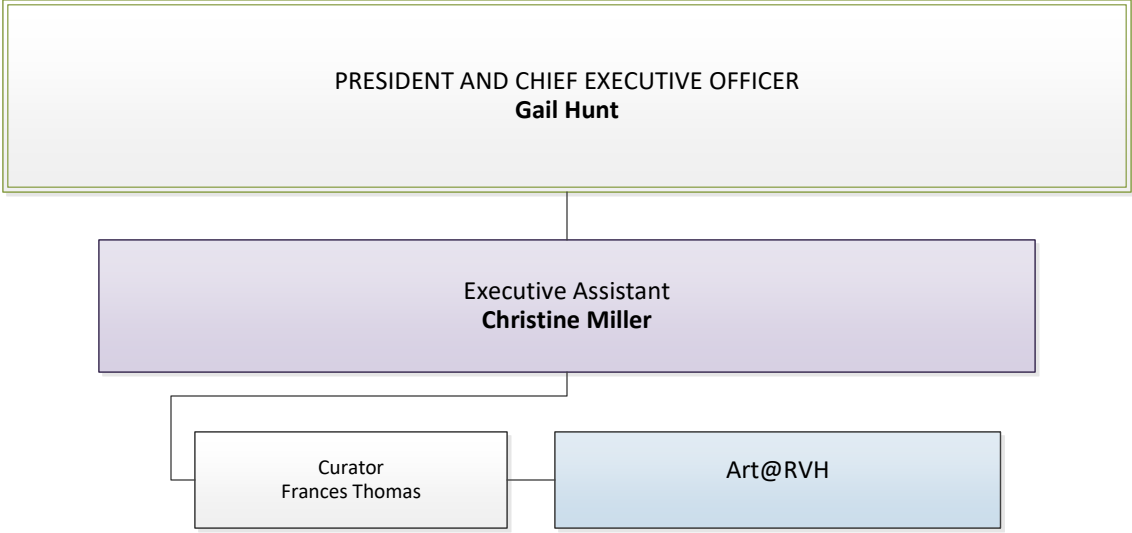 PRESIDENT AND CHIEF EXECUTIVE OFFICER
Gail Hunt
Executive Assistant
Christine Miller
Curator
Frances Thomas
Art@RVH